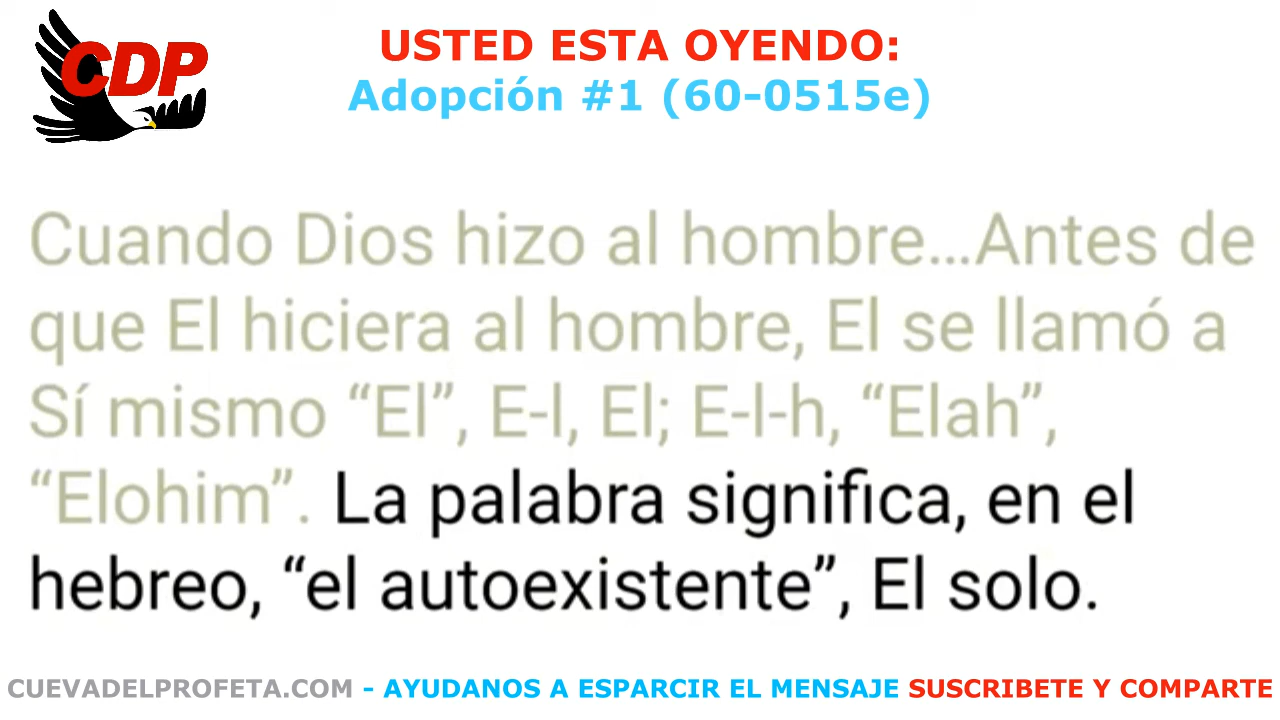 CDP
USTED ESTA OYENDO:
Adopción #1 (60-0515e)
Cuando Dios hizo al hombre...Antes de
que El hiciera al hombre, El se llamó a
Sí mismo “El”, E-l, El; E-l-h, “Elah”,
“Elohim”. La palabra significa, en el
hebreo, “el autoexistente”, El solo.
CUEVADELPROFETA.COM - AYUDANOS A ESPARCIR EL MENSAJE SUSCRIBETE Y COMPARTE